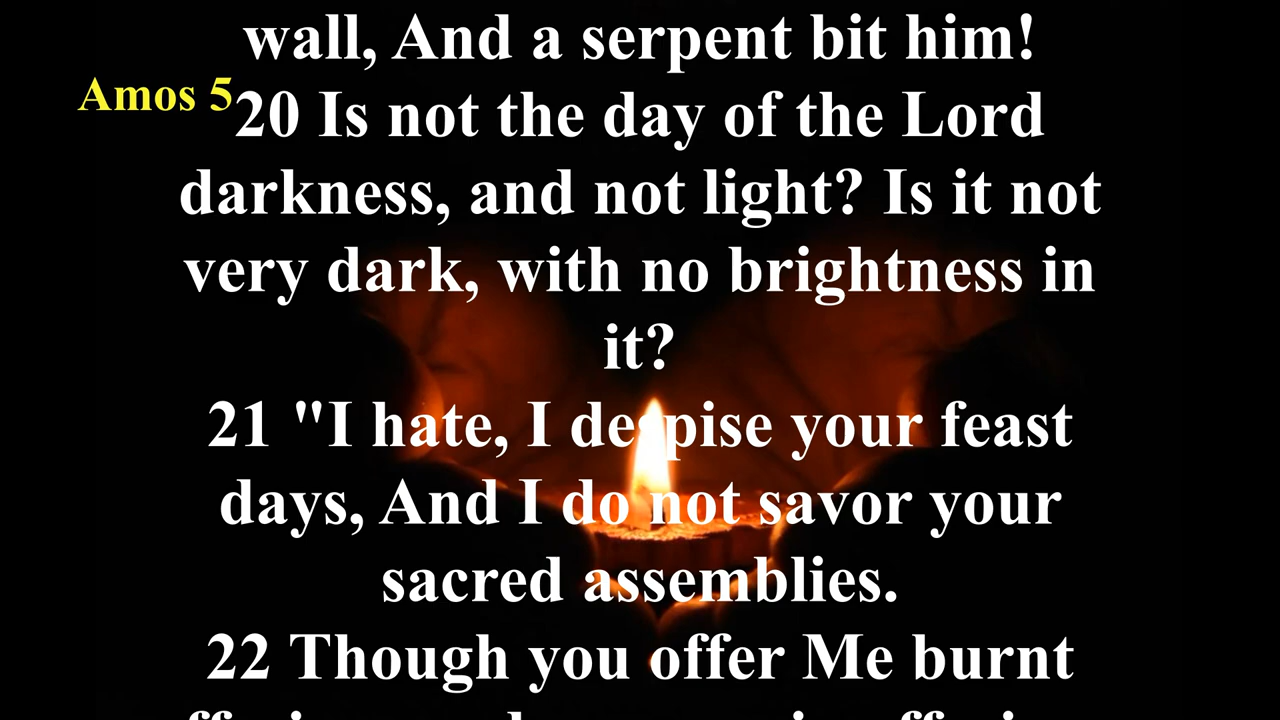 wall, And a serpent bit him!
Amos 5
20 Is not the day of the Lord
darkness, and not light? Is it not
very dark, with no brightness in
it?
21 "I hate, I despise your feast
days, And I do not savor your
sacred assemblies.
22 Though you offer Me burnt